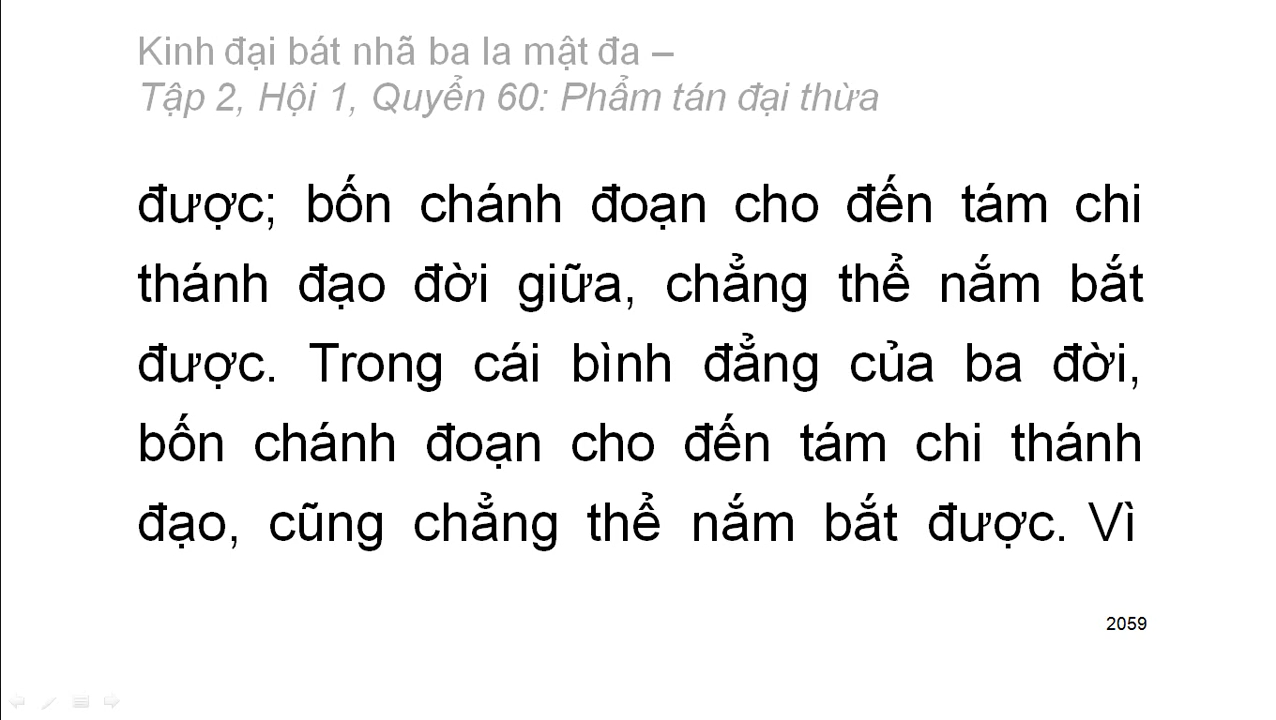 Kinh đại bát nhã ba la mật đa –
Tập 2, Hội 1, Quyển 60: Phẩm tán đại thừa
được; bốn chánh đoạn cho đến tám chi
thánh đạo đời giữa, chẳng thể nắm bắt
được. Trong cái bình đẳng của ba đời,
bốn chánh đoạn cho đến tám chi thánh
đạo, cũng chẳng thể nắm bắt được. Vì
2059